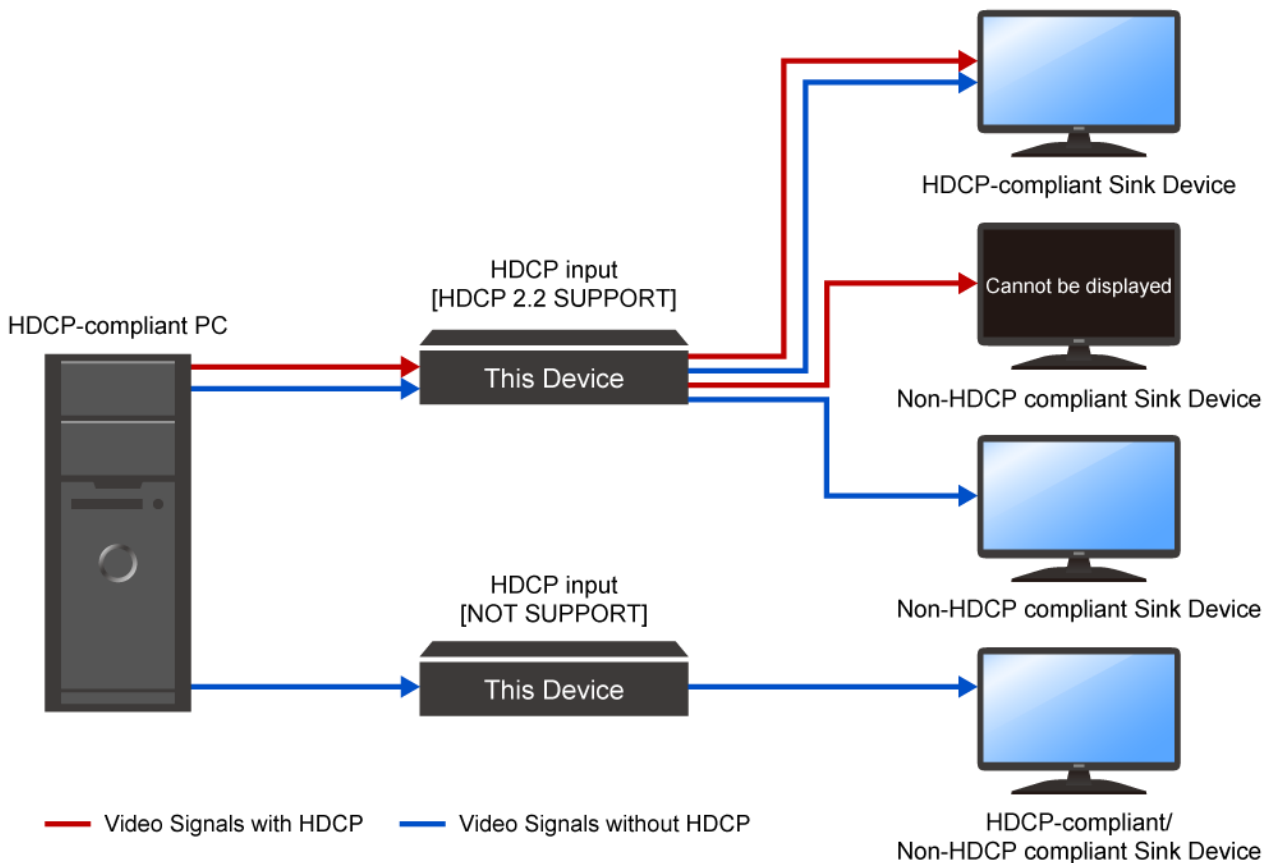 HDCP-compliant Sink Device
HDCP input
[HDCP 2.2 SUPPORT]
Cannot be displayed
HDCP-compliant PC
This Device
Non-HDCP compliant Sink Device
HDCP input
[NOT SUPPORT]
Non-HDCP compliant Sink Device
This Device
Video Signals with HDCP
Video Signals without HDCP
HDCP-compliant/
Non-HDCP compliant Sink Device